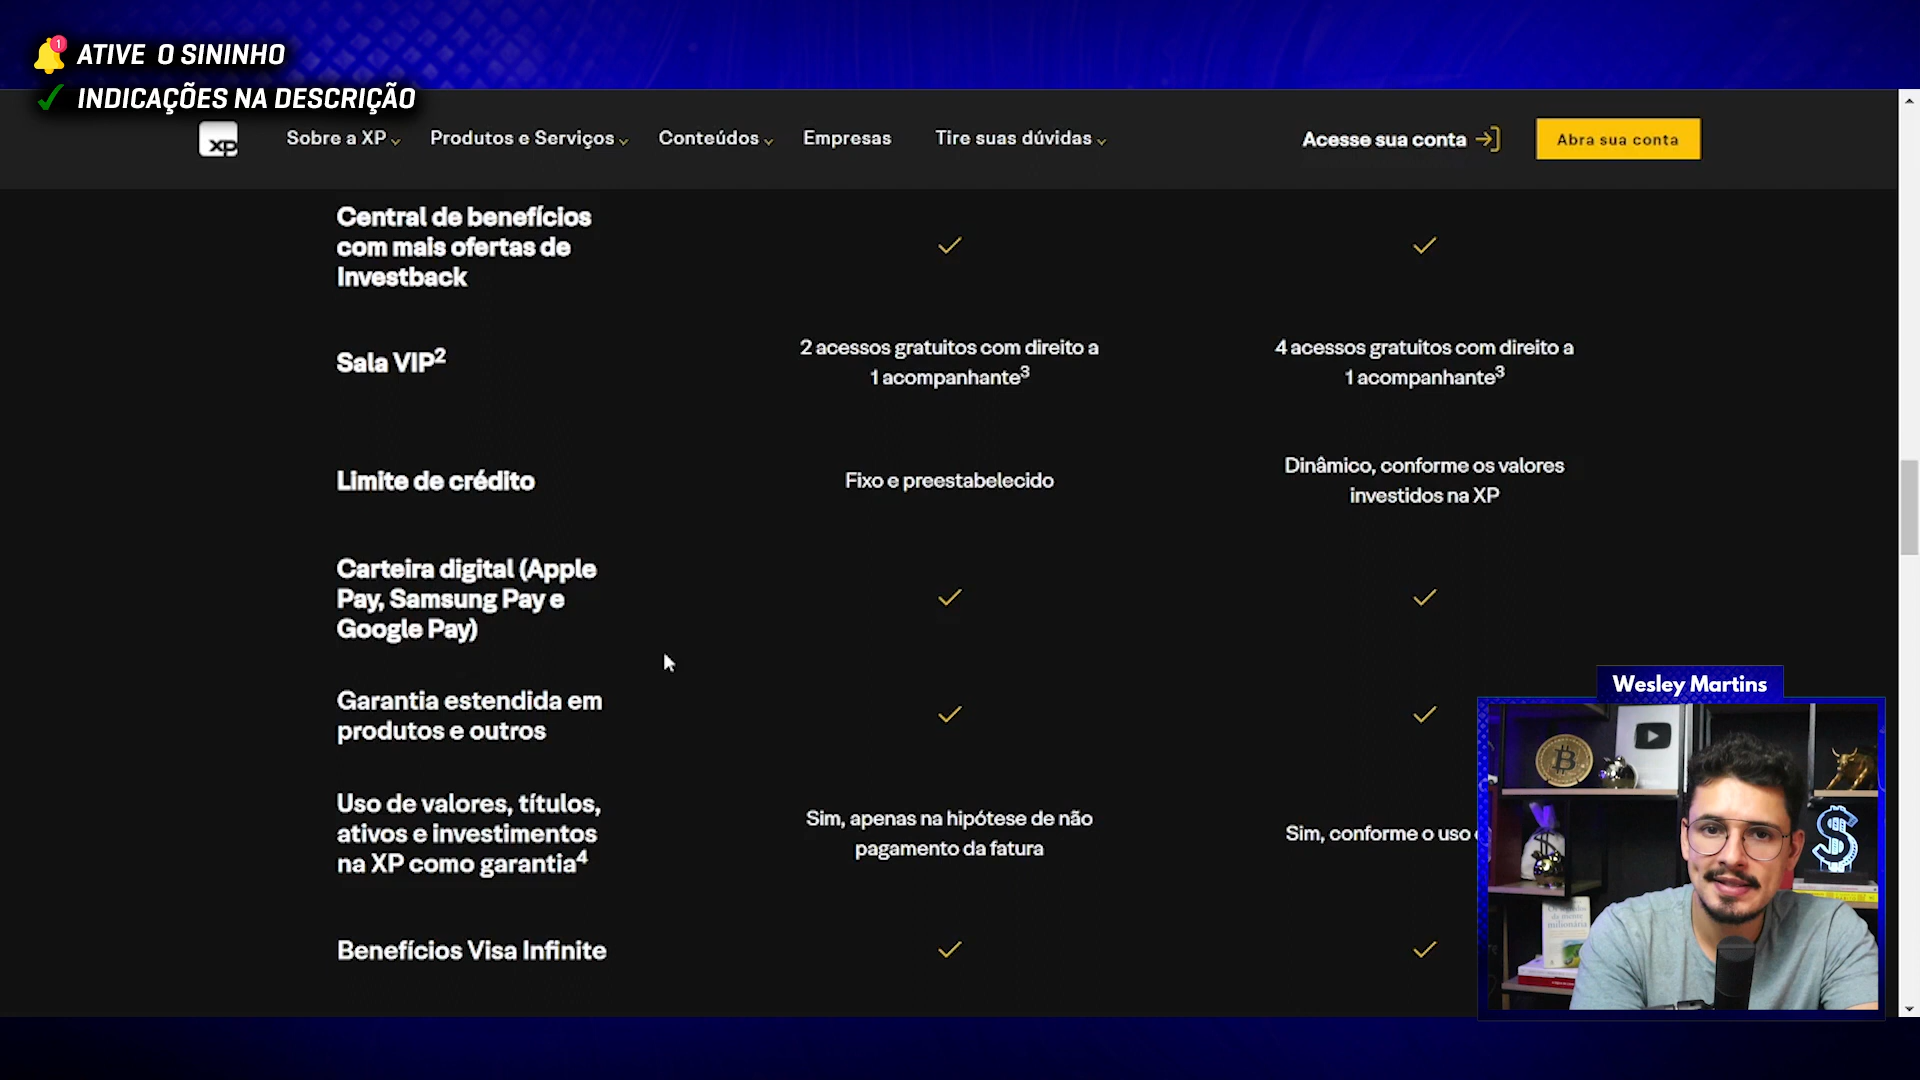 ATIVE O SININHO
INDICAÇÕES NA DESCRIÇÃO
xp
Sobre a XP
Produtos e Serviços
Conteúdos
Empresas
Tire suas dúvidas
Acesse sua conta
Abra sua conta
Central de benefícios
com mais ofertas de
Investback
Sala VIP²
2 acessos gratuitos com direito a
1 acompanhante³
4 acessos gratuitos com direito a
1 acompanhante³
Limite de crédito
Fixo e preestabelecido
Dinâmico, conforme os valores
investidos na XP
Carteira digital (Apple
Pay, Samsung Pay e
Google Pay)
Garantia estendida em
produtos e outros
Uso de valores, títulos,
ativos e investimentos
na XP como garantia⁴
Sim, apenas na hipótese de não
pagamento da fatura
Sim, conforme o uso
Benefícios Visa Infinite
Wesley Martins
da mente
milionária